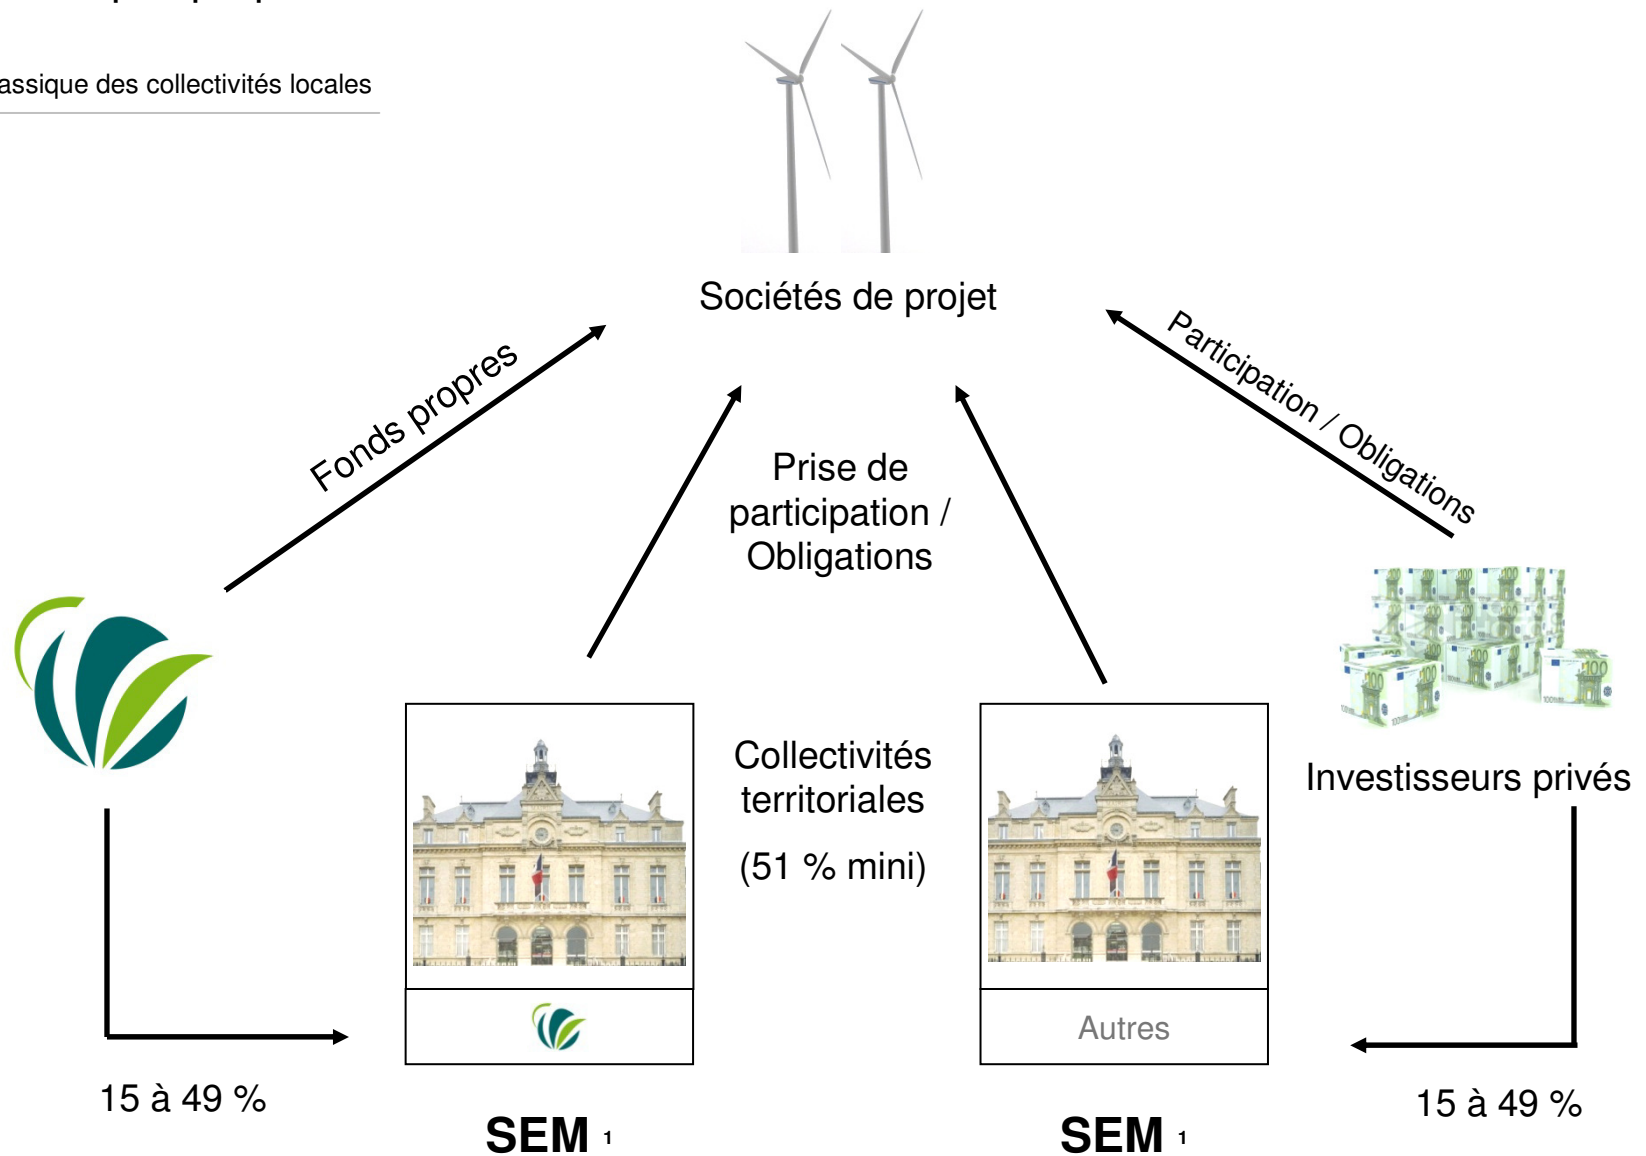 assique des collectivités locales
Sociétés de projet
Fonds propres
Participation / Obligations
Prise de
participation /
Obligations
Collectivités
territoriales
(51 % mini)
Investisseurs privés
Autres
15 à 49 %
15 à 49 %
SEM 1
SEM 1